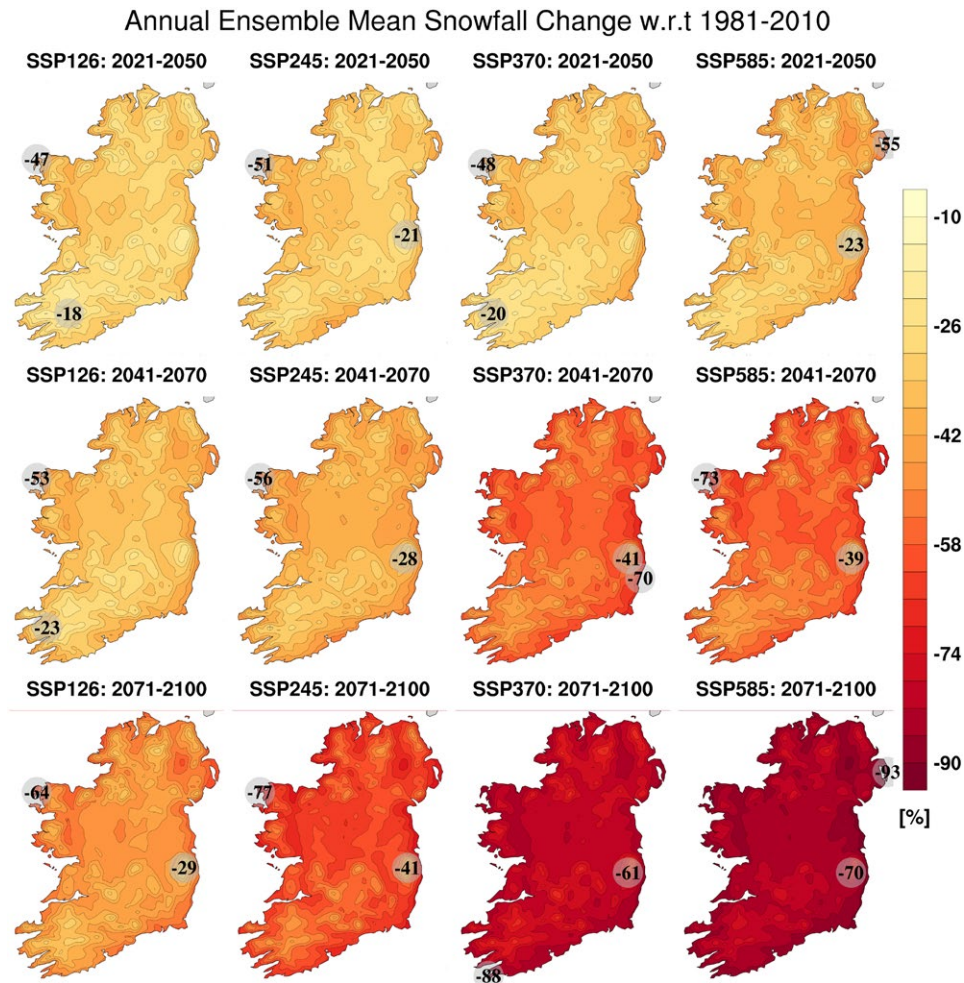 Annual Ensemble Mean Snowfall Change w.r.t 1981-2010
SSP126: 2021-2050 SSP245: 2021-2050 SSP370: 2021-2050 SSP585: 2021-2050
-47 -51 -48 -55
-21 -23
-18 -20
SSP126: 2041-2070 SSP245: 2041-2070 SSP370: 2041-2070 SSP585: 2041-2070
-53 -56 -73
-28 -41 -39
-70
-23
SSP126: 2071-2100 SSP245: 2071-2100 SSP370: 2071-2100 SSP585: 2071-2100
-64 -77 -93
-29 -41 -61 -70
-88
-10
-26
-42
-58
-74
-90
[%]